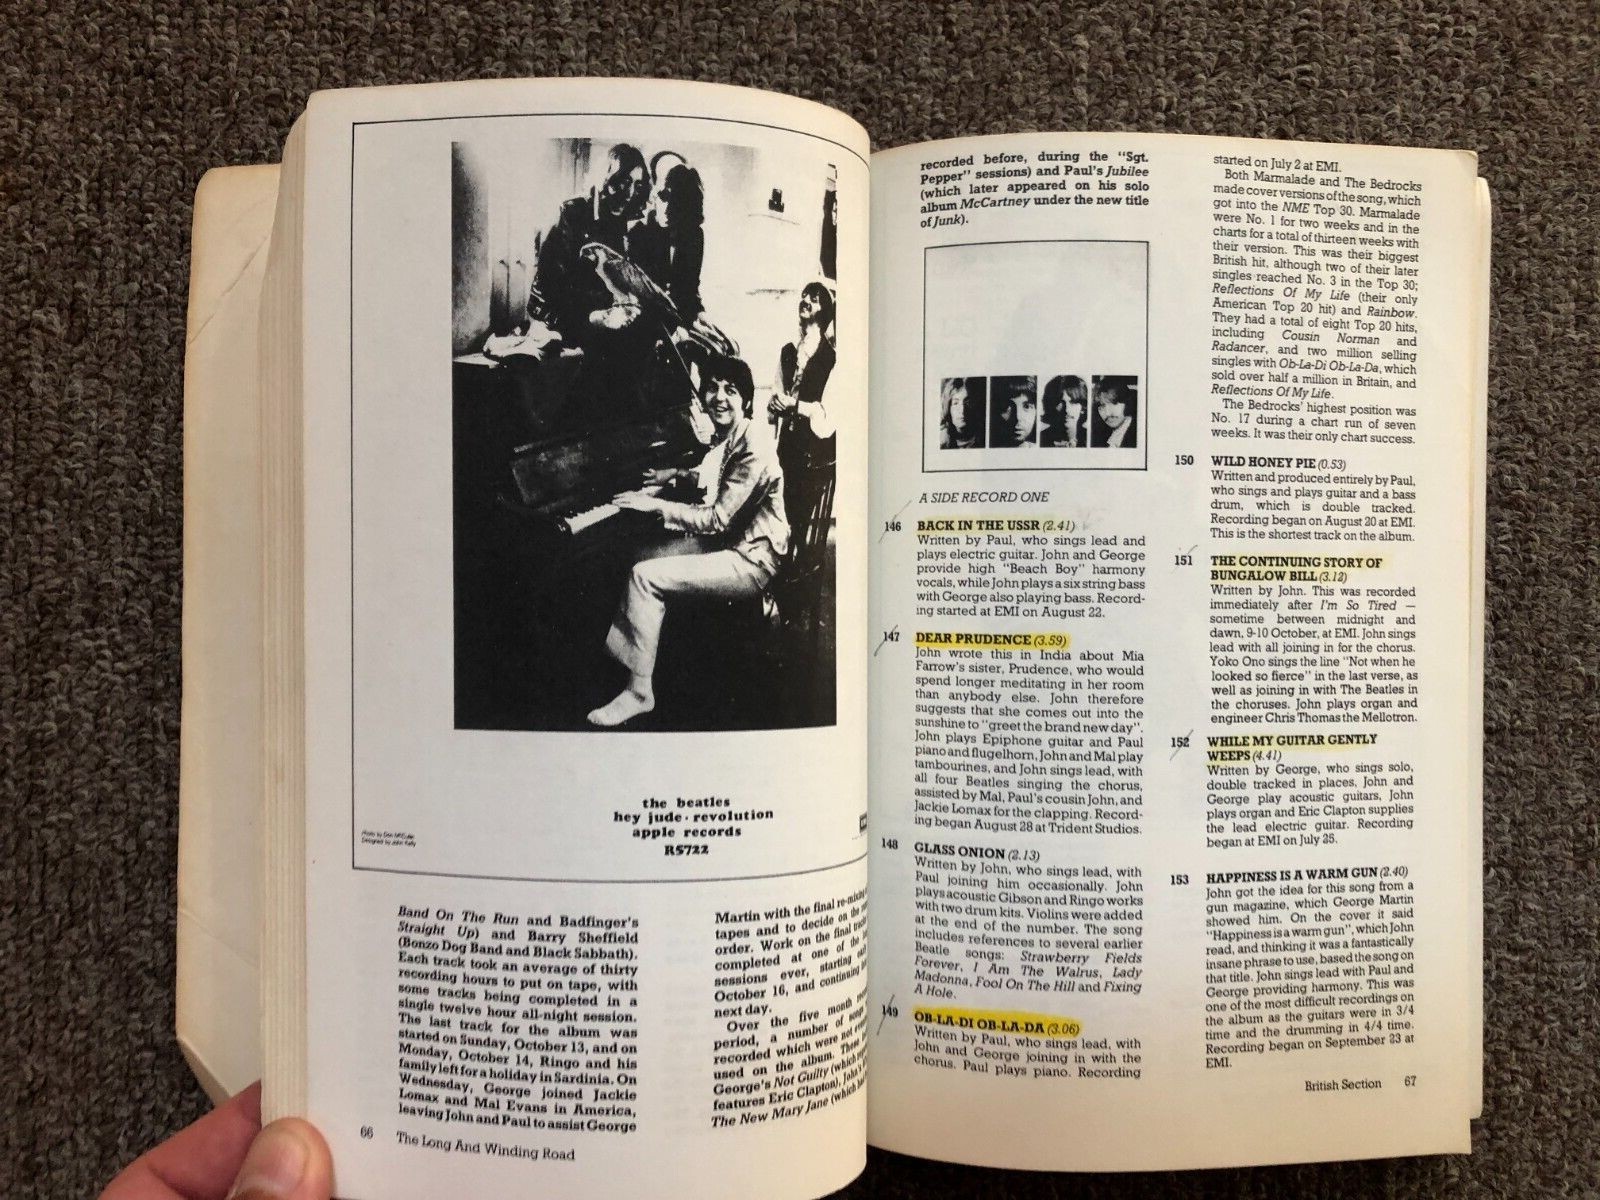 Photo by Don McCullin
Designed by John Kelly
the beatles
hey jude · revolution
apple records
R5722
Band On The Run and Badfinger's
Straight Up) and Barry Sheffield
(Bonzo Dog Band and Black Sabbath).
Each track took an average of thirty
recording hours to put on tape, with
some tracks being completed in a
single twelve hour all-night session.
The last track for the album was
started on Sunday, October 13, and on
Monday, October 14, Ringo and his
family left for a holiday in Sardinia. On
Wednesday, George joined Jackie
Lomax and Mal Evans in America,
leaving John and Paul to assist George
Martin with the final re-mixing
tapes and to decide on the
order. Work on the final
completed at one of the
sessions ever, starting
October 16, and continuing
next day.
Over the five month
period, a number of
recorded which were not
used on the album. These
George's Not Guilty (which
features Eric Clapton), John's
The New Mary Jane (which
66 The Long And Winding Road
recorded before, during the "Sgt.
Pepper" sessions) and Paul's Jubilee
(which later appeared on his solo
album McCartney under the new title
of Junk).
A SIDE RECORD ONE
146 BACK IN THE USSR (2.41)
Written by Paul, who sings lead and
plays electric guitar. John and George
provide high "Beach Boy" harmony
vocals, while John plays a six string bass
with George also playing bass. Record-
ing started at EMI on August 22.
147 DEAR PRUDENCE (3.59)
John wrote this in India about Mia
Farrow's sister, Prudence, who would
spend longer meditating in her room
than anybody else. John therefore
suggests that she comes out into the
sunshine to "greet the brand new day".
John plays Epiphone guitar and Paul
piano and flugelhorn, John and Mal play
tambourines, and John sings lead, with
all four Beatles singing the chorus,
assisted by Mal, Paul's cousin John, and
Jackie Lomax for the clapping. Record-
ing began August 28 at Trident Studios.
148 GLASS ONION (2.13)
Written by John, who sings lead, with
Paul joining him occasionally. John
plays acoustic Gibson and Ringo works
with two drum kits. Violins were added
at the end of the number. The song
includes references to several earlier
Beatle songs: Strawberry Fields
Forever, I Am The Walrus, Lady
Madonna, Fool On The Hill and Fixing
A Hole.
149 OB-LA-DI OB-LA-DA (3.06)
Written by Paul, who sings lead, with
John and George joining in with the
chorus. Paul plays piano. Recording
started on July 2 at EMI.
Both Marmalade and The Bedrocks
made cover versions of the song, which
got into the NME Top 30. Marmalade
were No. 1 for two weeks and in the
charts for a total of thirteen weeks with
their version. This was their biggest
British hit, although two of their later
singles reached No. 3 in the Top 30;
Reflections Of My Life (their only
American Top 20 hit) and Rainbow.
They had a total of eight Top 20 hits,
including Cousin Norman and
Radancer, and two million selling
singles with Ob-La-Di Ob-La-Da, which
sold over half a million in Britain, and
Reflections Of My Life.
The Bedrocks' highest position was
No. 17 during a chart run of seven
weeks. It was their only chart success.
150 WILD HONEY PIE (0.53)
Written and produced entirely by Paul,
who sings and plays guitar and a bass
drum, which is double tracked.
Recording began on August 20 at EMI.
This is the shortest track on the album.
151 THE CONTINUING STORY OF
BUNGALOW BILL (3.12)
Written by John. This was recorded
immediately after I'm So Tired —
sometime between midnight and
dawn, 9-10 October, at EMI. John sings
lead with all joining in for the chorus.
Yoko Ono sings the line "Not when he
looked so fierce" in the last verse, as
well as joining in with The Beatles in
the choruses. John plays organ and
engineer Chris Thomas the Mellotron.
152 WHILE MY GUITAR GENTLY
WEEPS (4.41)
Written by George, who sings solo,
double tracked in places, John and
George play acoustic guitars, John
plays organ and Eric Clapton supplies
the lead electric guitar. Recording
began at EMI on July 25.
153 HAPPINESS IS A WARM GUN (2.40)
John got the idea for this song from a
gun magazine, which George Martin
showed him. On the cover it said
"Happiness is a warm gun", which John
read, and thinking it was a fantastically
insane phrase to use, based the song on
that title. John sings lead with Paul and
George providing harmony. This was
one of the most difficult recordings on
the album as the guitars were in 3/4
time and the drumming in 4/4 time.
Recording began on September 23 at
EMI.
British Section 67